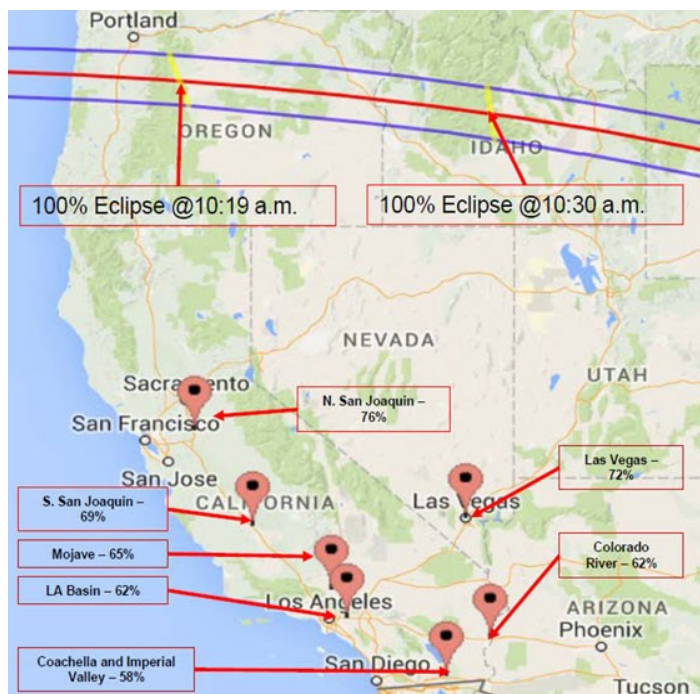 Portland
OREGON
IDAHO
100% Eclipse @10:19 a.m.
100% Eclipse @10:30 a.m.
NEVADA
UTAH
Sacramento
N. San Joaquin –
76%
San Francisco
Las Vegas –
72%
San Jose
S. San Joaquin –
69%
CALIFORNIA
Las Vegas
Mojave – 65%
Colorado
River – 62%
LA Basin – 62%
Los Angeles
ARIZONA
Phoenix
Coachella and Imperial
Valley – 58%
San Diego
Tucson